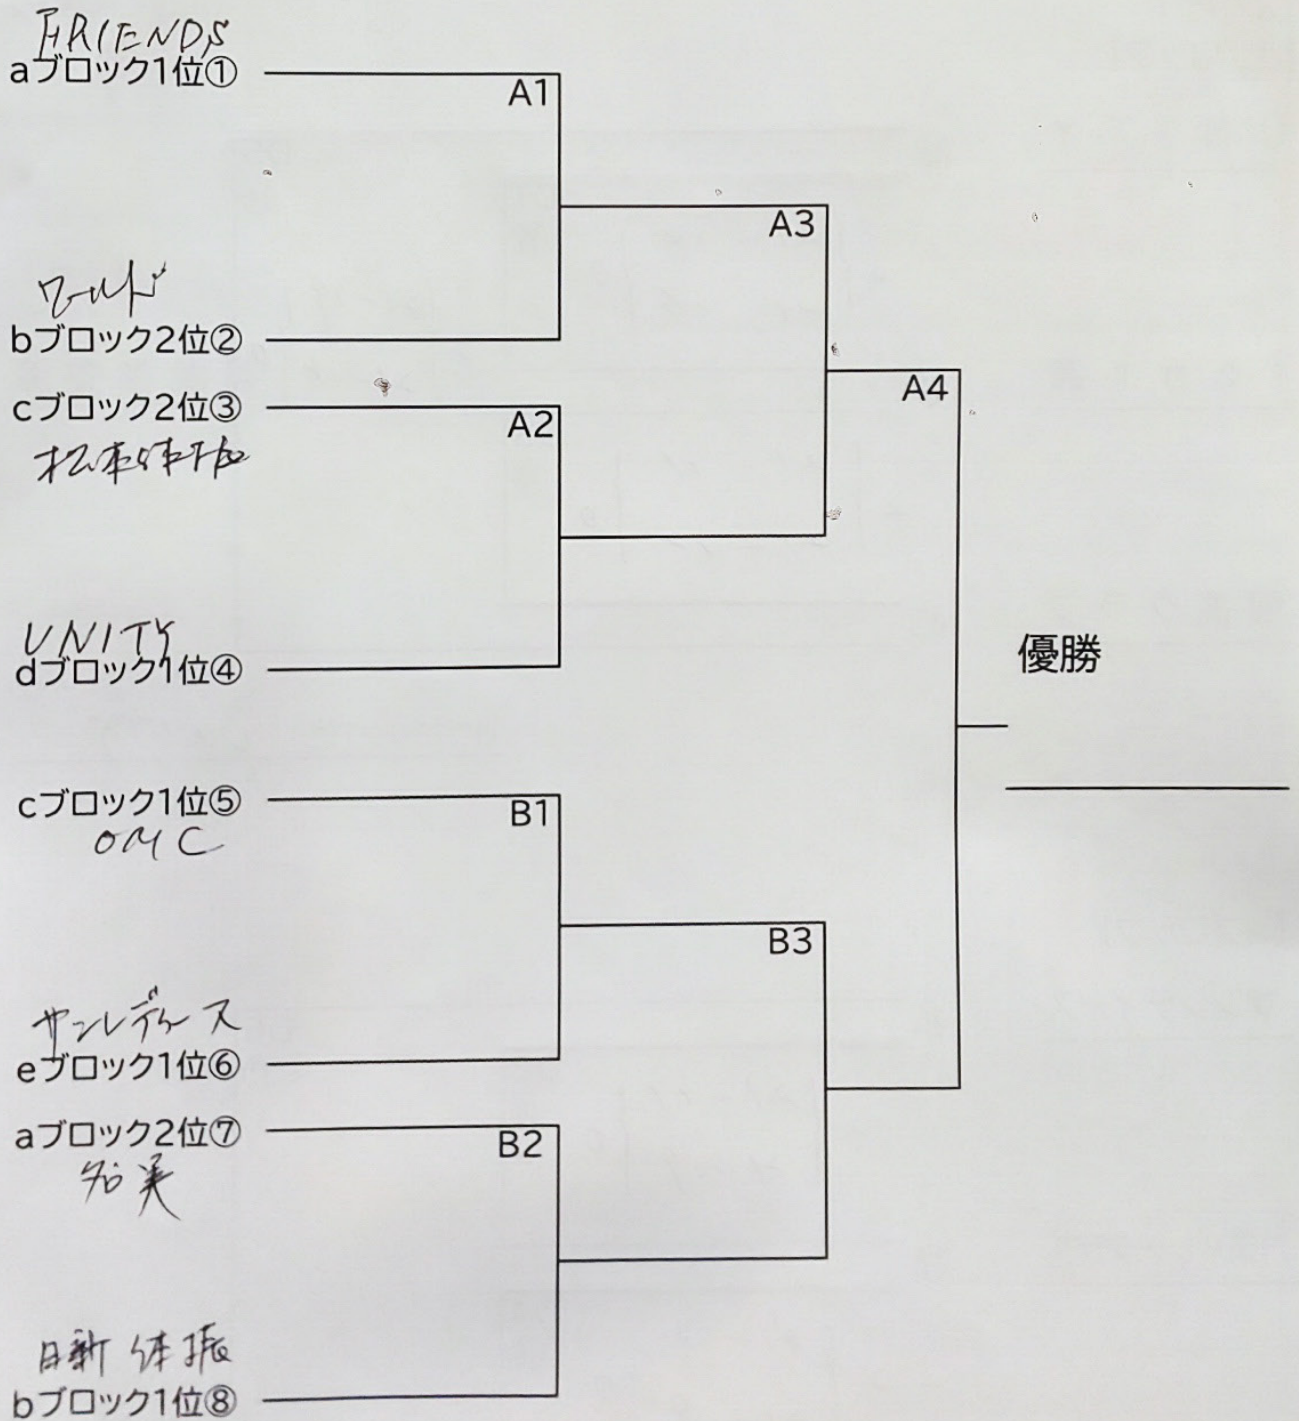 FRIENDS
aブロック1位①
A1
A3
ワールド
bブロック2位②
A4
cブロック2位③
A2
松本体振
優勝
UNITY
dブロック1位④
cブロック1位⑤
B1
OMC
B3
サンレディース
eブロック1位⑥
aブロック2位⑦
B2
日新 体振
bブロック1位⑧